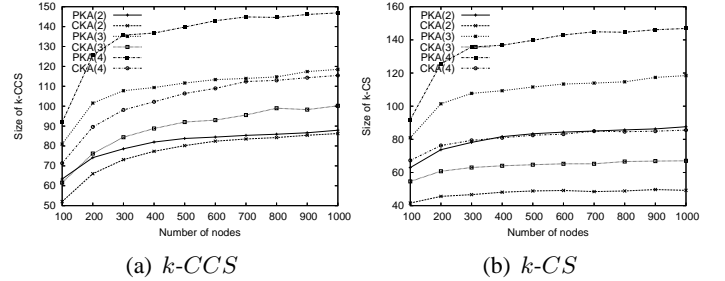 Size of k-CCS
150
140
130
120
110
100
90
80
70
60
50
PKA(2)
CKA(2)
PKA(3)
CKA(3)
PKA(4)
CKA(4)
100 200 300 400 500 600 700 800 900 1000
Number of nodes
(a) k-CCS
Size of k-CS
160
140
120
100
80
60
40
PKA(2)
CKA(2)
PKA(3)
CKA(3)
PKA(4)
CKA(4)
100 200 300 400 500 600 700 800 900 1000
Number of nodes
(b) k-CS